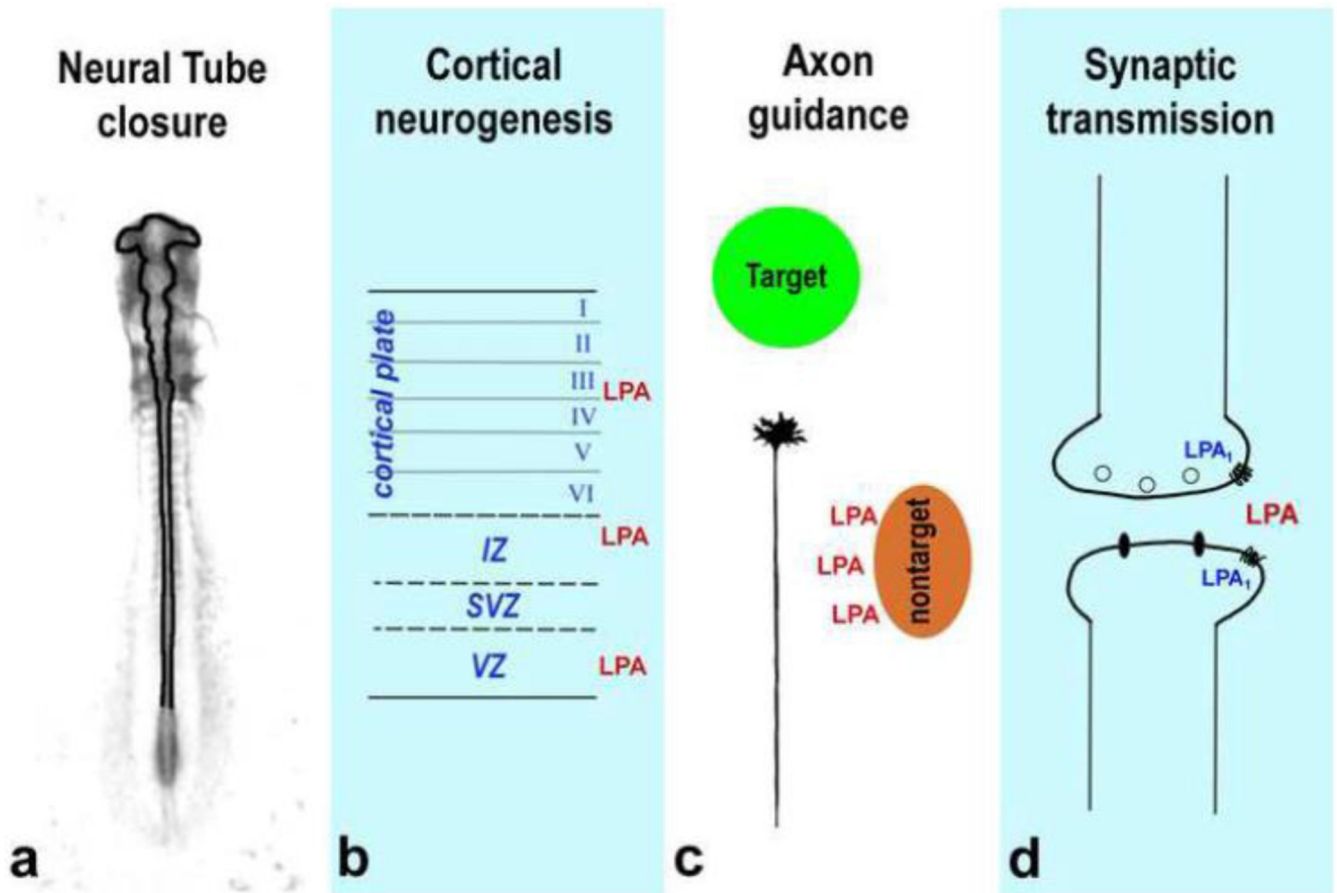 Neural Tube
closure
a
Cortical
neurogenesis
cortical plate
I
II
III
LPA
IV
V
VI
LPA
IZ
SVZ
VZ
LPA
b
Axon
guidance
Target
LPA
LPA
LPA
nontarget
c
Synaptic
transmission
LPA₁
LPA
LPA₁
d